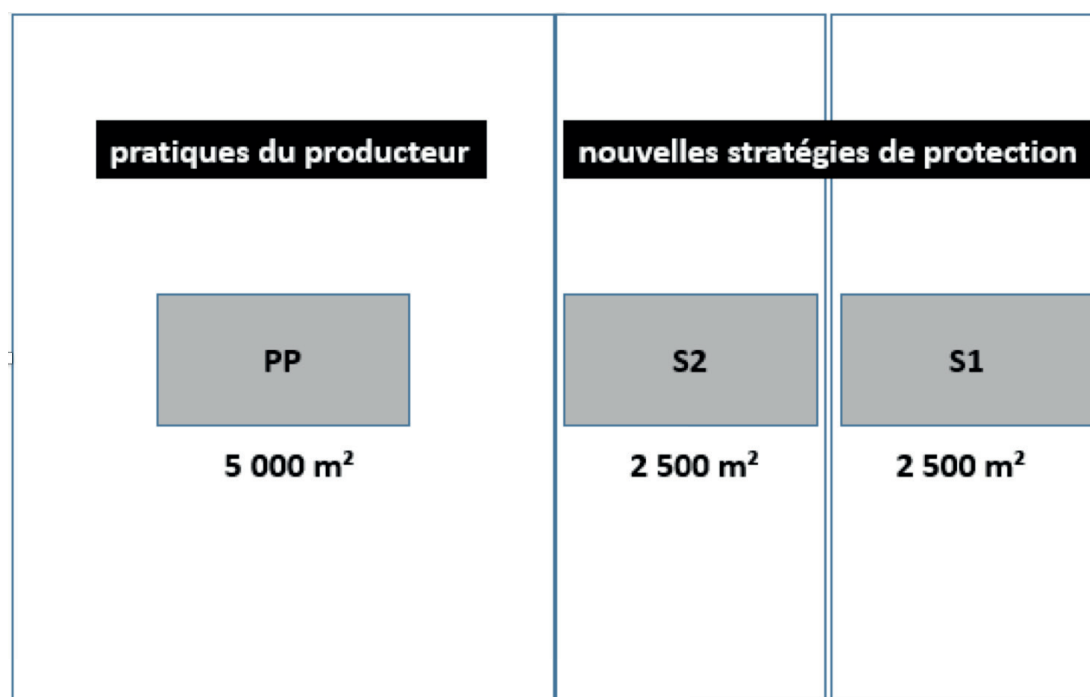 pratiques du producteur
nouvelles stratégies de protection
PP
S2
S1
5 000 m²
2 500 m²
2 500 m²